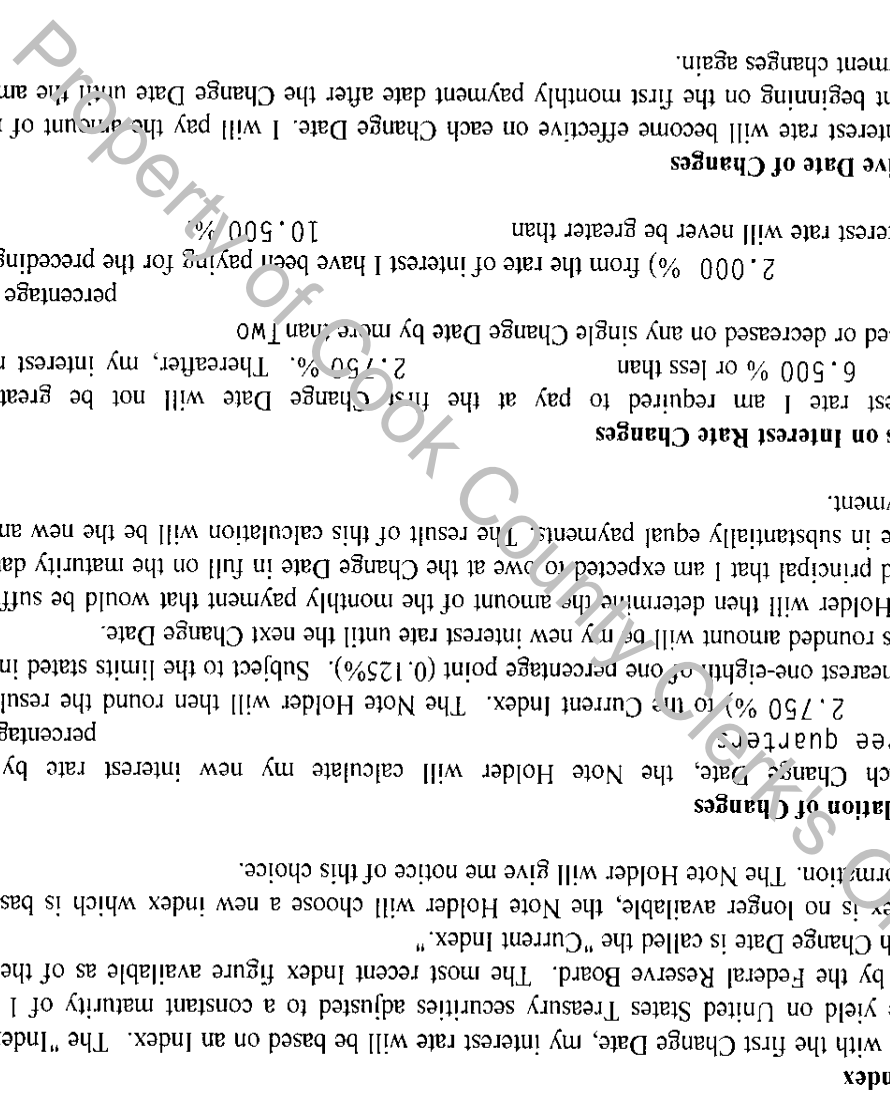 ndex
with the first Change Date, my interest rate will be based on an Index. The "Inde
e yield on United States Treasury securities adjusted to a constant maturity of 1
by the Federal Reserve Board. The most recent Index figure available as of the
h Change Date is called the "Current Index."
ex is no longer available, the Note Holder will choose a new index which is bas
ormation. The Note Holder will give me notice of this choice.
lation of Changes
ch Change Date, the Note Holder will calculate my new interest rate by
ree quarters percentag
2.750 %) to the Current Index. The Note Holder will then round the resul
nearest one-eighth of one percentage point (0.125%). Subject to the limits stated in
s rounded amount will be my new interest rate until the next Change Date.
Holder will then determine the amount of the monthly payment that would be suff
d principal that I am expected to owe at the Change Date in full on the maturity da
e in substantially equal payments. The result of this calculation will be the new am
yment.
s on Interest Rate Changes
est rate I am required to pay at the first Change Date will not be great
6.500 % or less than 2.750 %. Thereafter, my interest r
sed or decreased on any single Change Date by more than Two
percentage
2.000 %) from the rate of interest I have been paying for the preceding
terest rate will never be greater than 10.500 %.
ive Date of Changes
nterest rate will become effective on each Change Date. I will pay the amount of
nt beginning on the first monthly payment date after the Change Date until the am
yment changes again.
Property of Cook County Clerk's Of